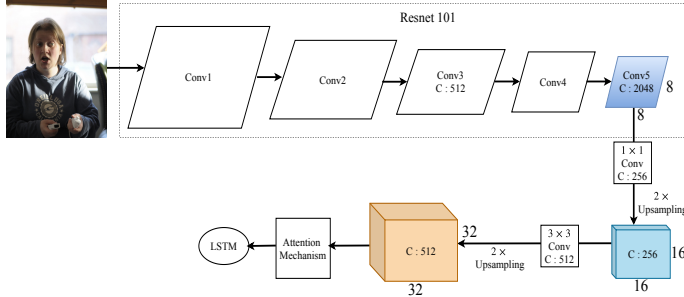 Resnet 101
Conv1
Conv2
Conv3
C : 512
Conv4
Conv5
C : 2048
8
8
1 × 1
Conv
C : 256
2 ×
Upsampling
C : 256
16
16
3 × 3
Conv
C : 512
2 ×
Upsampling
C : 512
32
32
Attention
Mechanism
LSTM